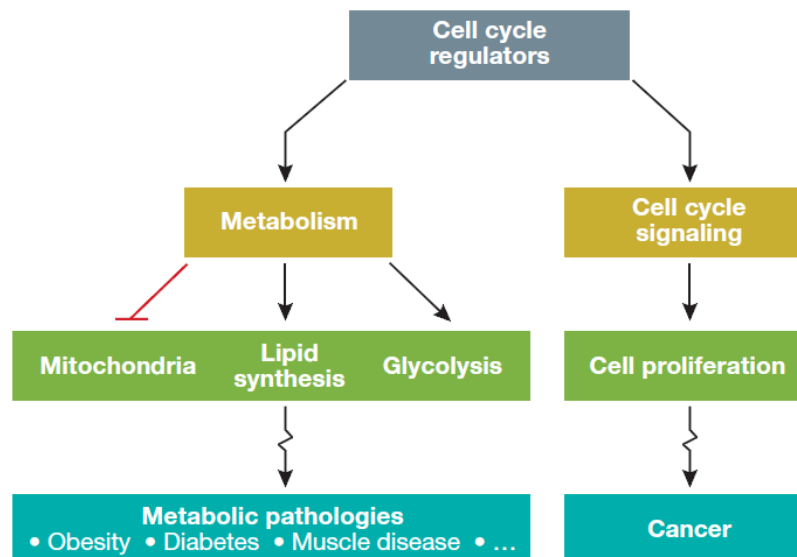 Cell cycle
regulators
Metabolism
Cell cycle
signaling
Mitochondria
Lipid
synthesis
Glycolysis
Cell proliferation
Metabolic pathologies
• Obesity • Diabetes • Muscle disease • ...
Cancer